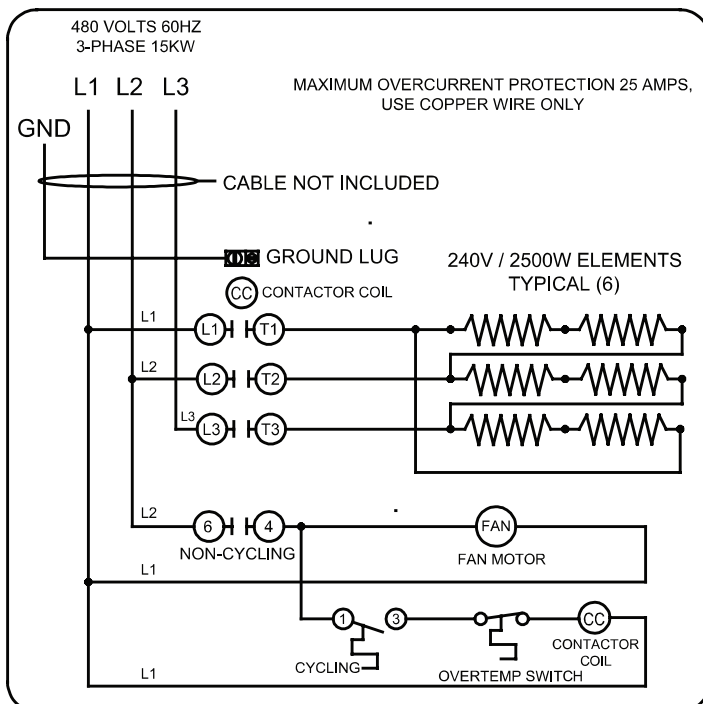 480 VOLTS 60HZ
3-PHASE 15KW
L1 L2 L3
MAXIMUM OVERCURRENT PROTECTION 25 AMPS,
USE COPPER WIRE ONLY
GND
CABLE NOT INCLUDED
GROUND LUG
240V / 2500W ELEMENTS
TYPICAL (6)
CC CONTACTOR COIL
L1 L1 T1
L2 L2 T2
L3 L3 T3
L2 6 4 FAN
NON-CYCLING
FAN MOTOR
L1
1 3 CC
CONTACTOR
COIL
CYCLING
OVERTEMP SWITCH
L1